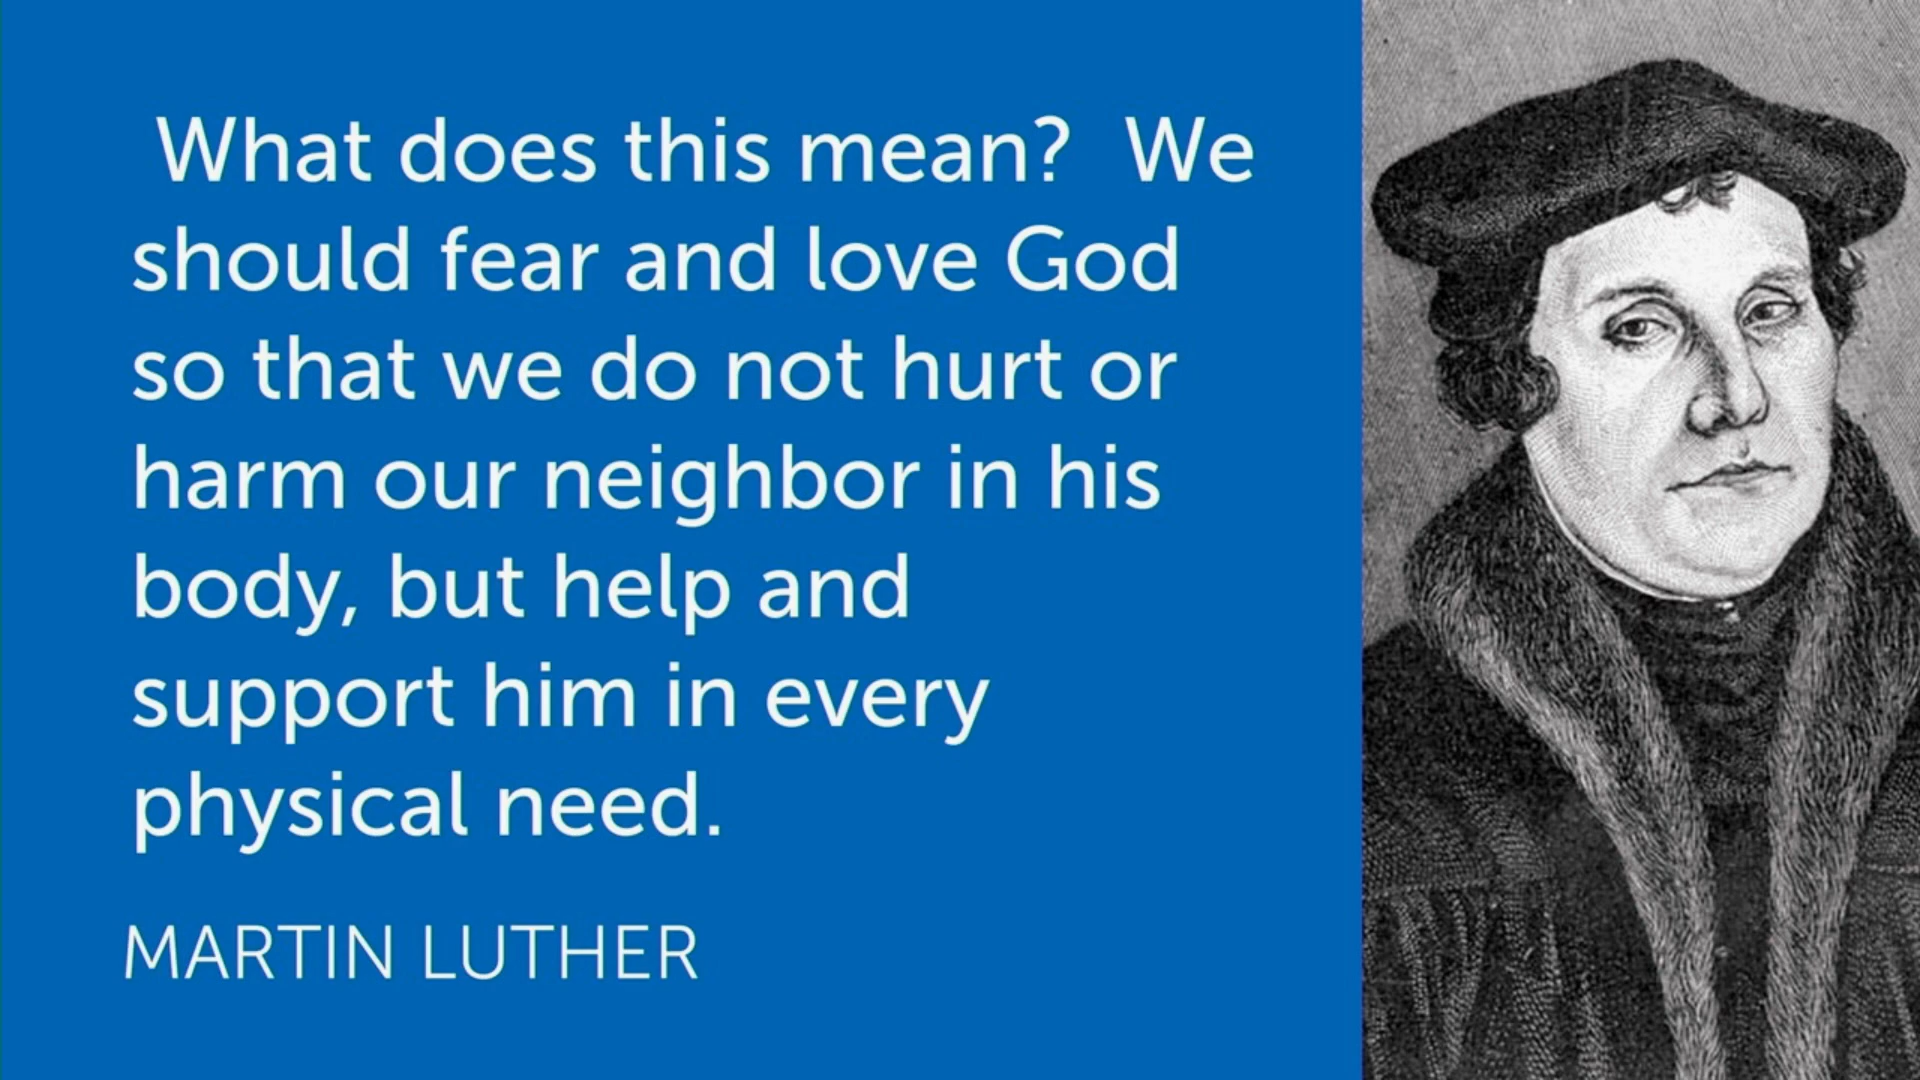 What does this mean?  We
should fear and love God
so that we do not hurt or
harm our neighbor in his
body, but help and
support him in every
physical need.
MARTIN LUTHER